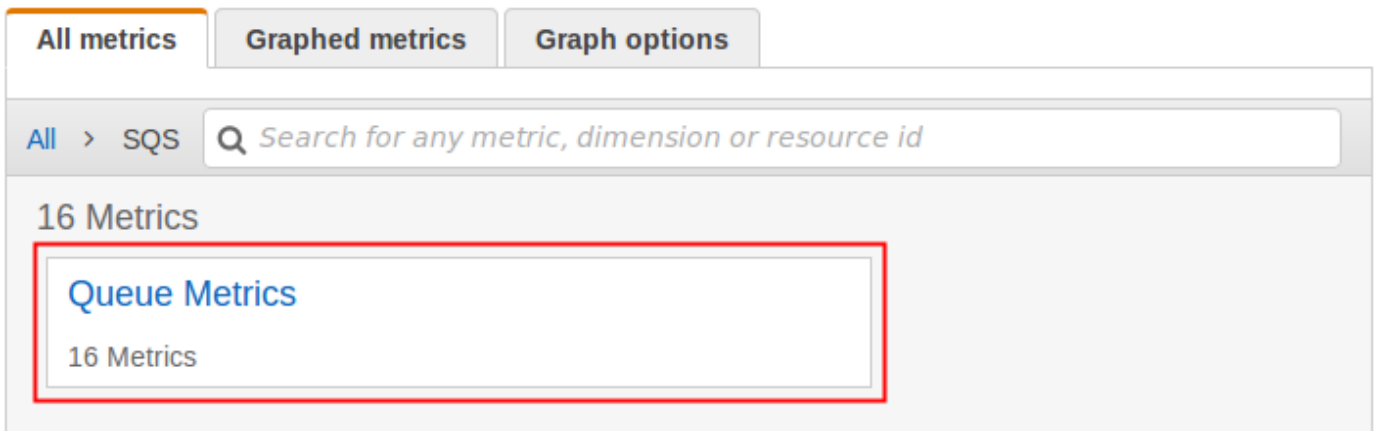 All metrics Graphed metrics Graph options
All > SQS Search for any metric, dimension or resource id
16 Metrics
Queue Metrics
16 Metrics